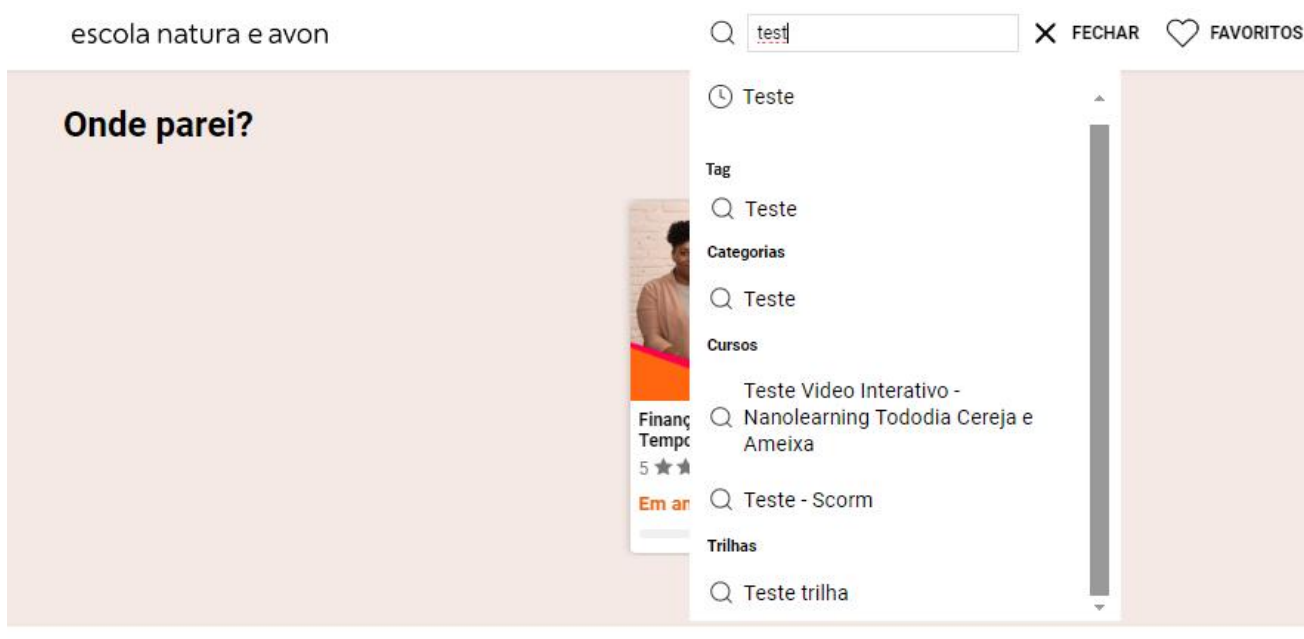 escola natura e avon
test
FECHAR
FAVORITOS
Onde parei?
Teste
Tag
Teste
Categorias
Teste
Cursos
Teste Video Interativo -
Nanolearning Tododia Cereja e
Ameixa
Teste - Scorm
Trilhas
Teste trilha
5